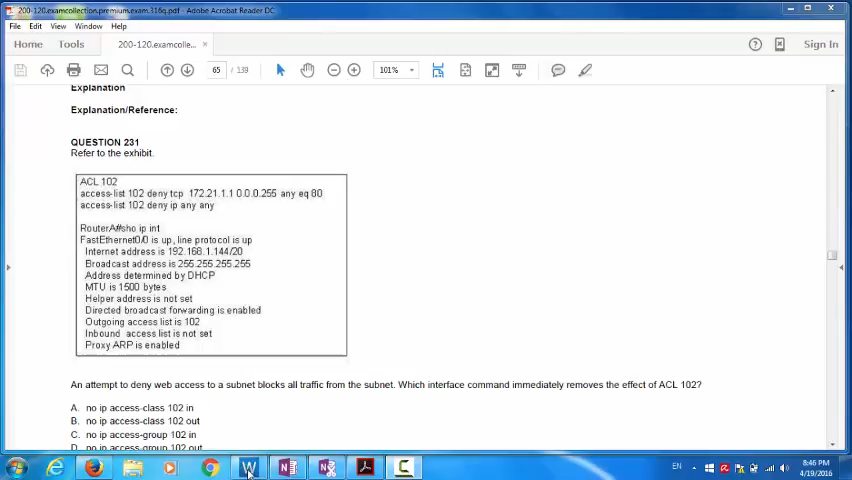 200-120.examcollection.premium.exam.316q.pdf - Adobe Acrobat Reader DC
File Edit View Window Help
Home Tools 200-120.examcolle... × Sign In
65 / 139 101%
Explanation
Explanation/Reference:
QUESTION 231
Refer to the exhibit.
ACL 102
access-list 102 deny tcp 172.21.1.1 0.0.0.255 any eq 80
access-list 102 deny ip any any
RouterA#sho ip int
FastEthernet0/0 is up, line protocol is up
Internet address is 192.168.1.144/20
Broadcast address is 255.255.255.255
Address determined by DHCP
MTU is 1500 bytes
Helper address is not set
Directed broadcast forwarding is enabled
Outgoing access list is 102
Inbound access list is not set
Proxy ARP is enabled
An attempt to deny web access to a subnet blocks all traffic from the subnet. Which interface command immediately removes the effect of ACL 102?
A. no ip access-class 102 in
B. no ip access-class 102 out
C. no ip access-group 102 in
D. no ip access-group 102 out
EN 8:46 PM
4/19/2016